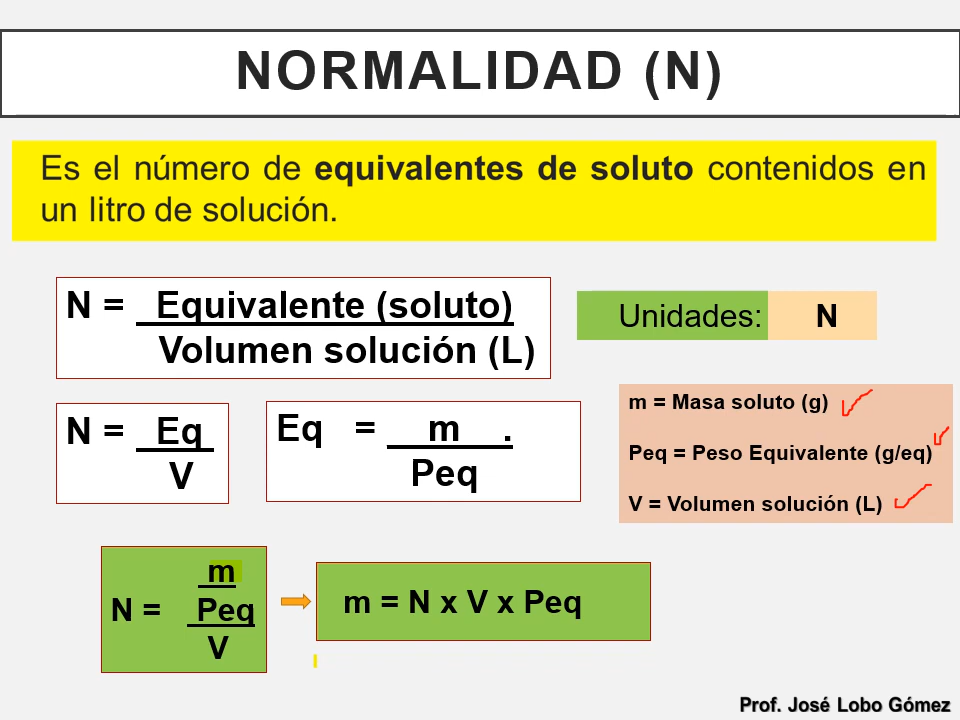 NORMALIDAD (N)
Es el número de equivalentes de soluto contenidos en
un litro de solución.
N = Equivalente (soluto)
Volumen solución (L)
Unidades: N
N = Eq
V
Eq = m .
Peq
m = Masa soluto (g)
Peq = Peso Equivalente (g/eq)
V = Volumen solución (L)
m
N = Peq
V
m = N x V x Peq
Prof. José Lobo Gómez